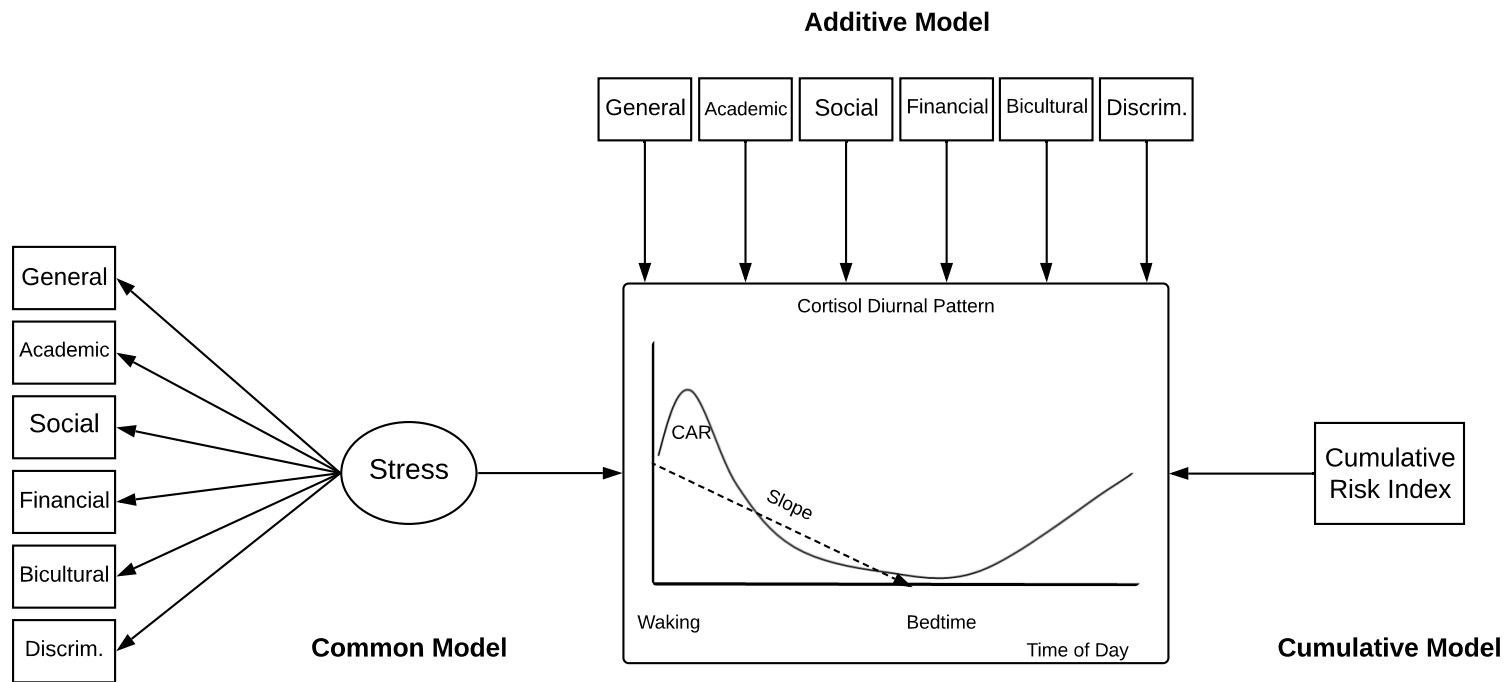 Additive Model
General
Academic
Social
Financial
Bicultural
Discrim.
General
Academic
Social
Financial
Bicultural
Discrim.
Stress
Common Model
Cortisol Diurnal Pattern
CAR
Slope
Waking
Bedtime
Time of Day
Cumulative
Risk Index
Cumulative Model